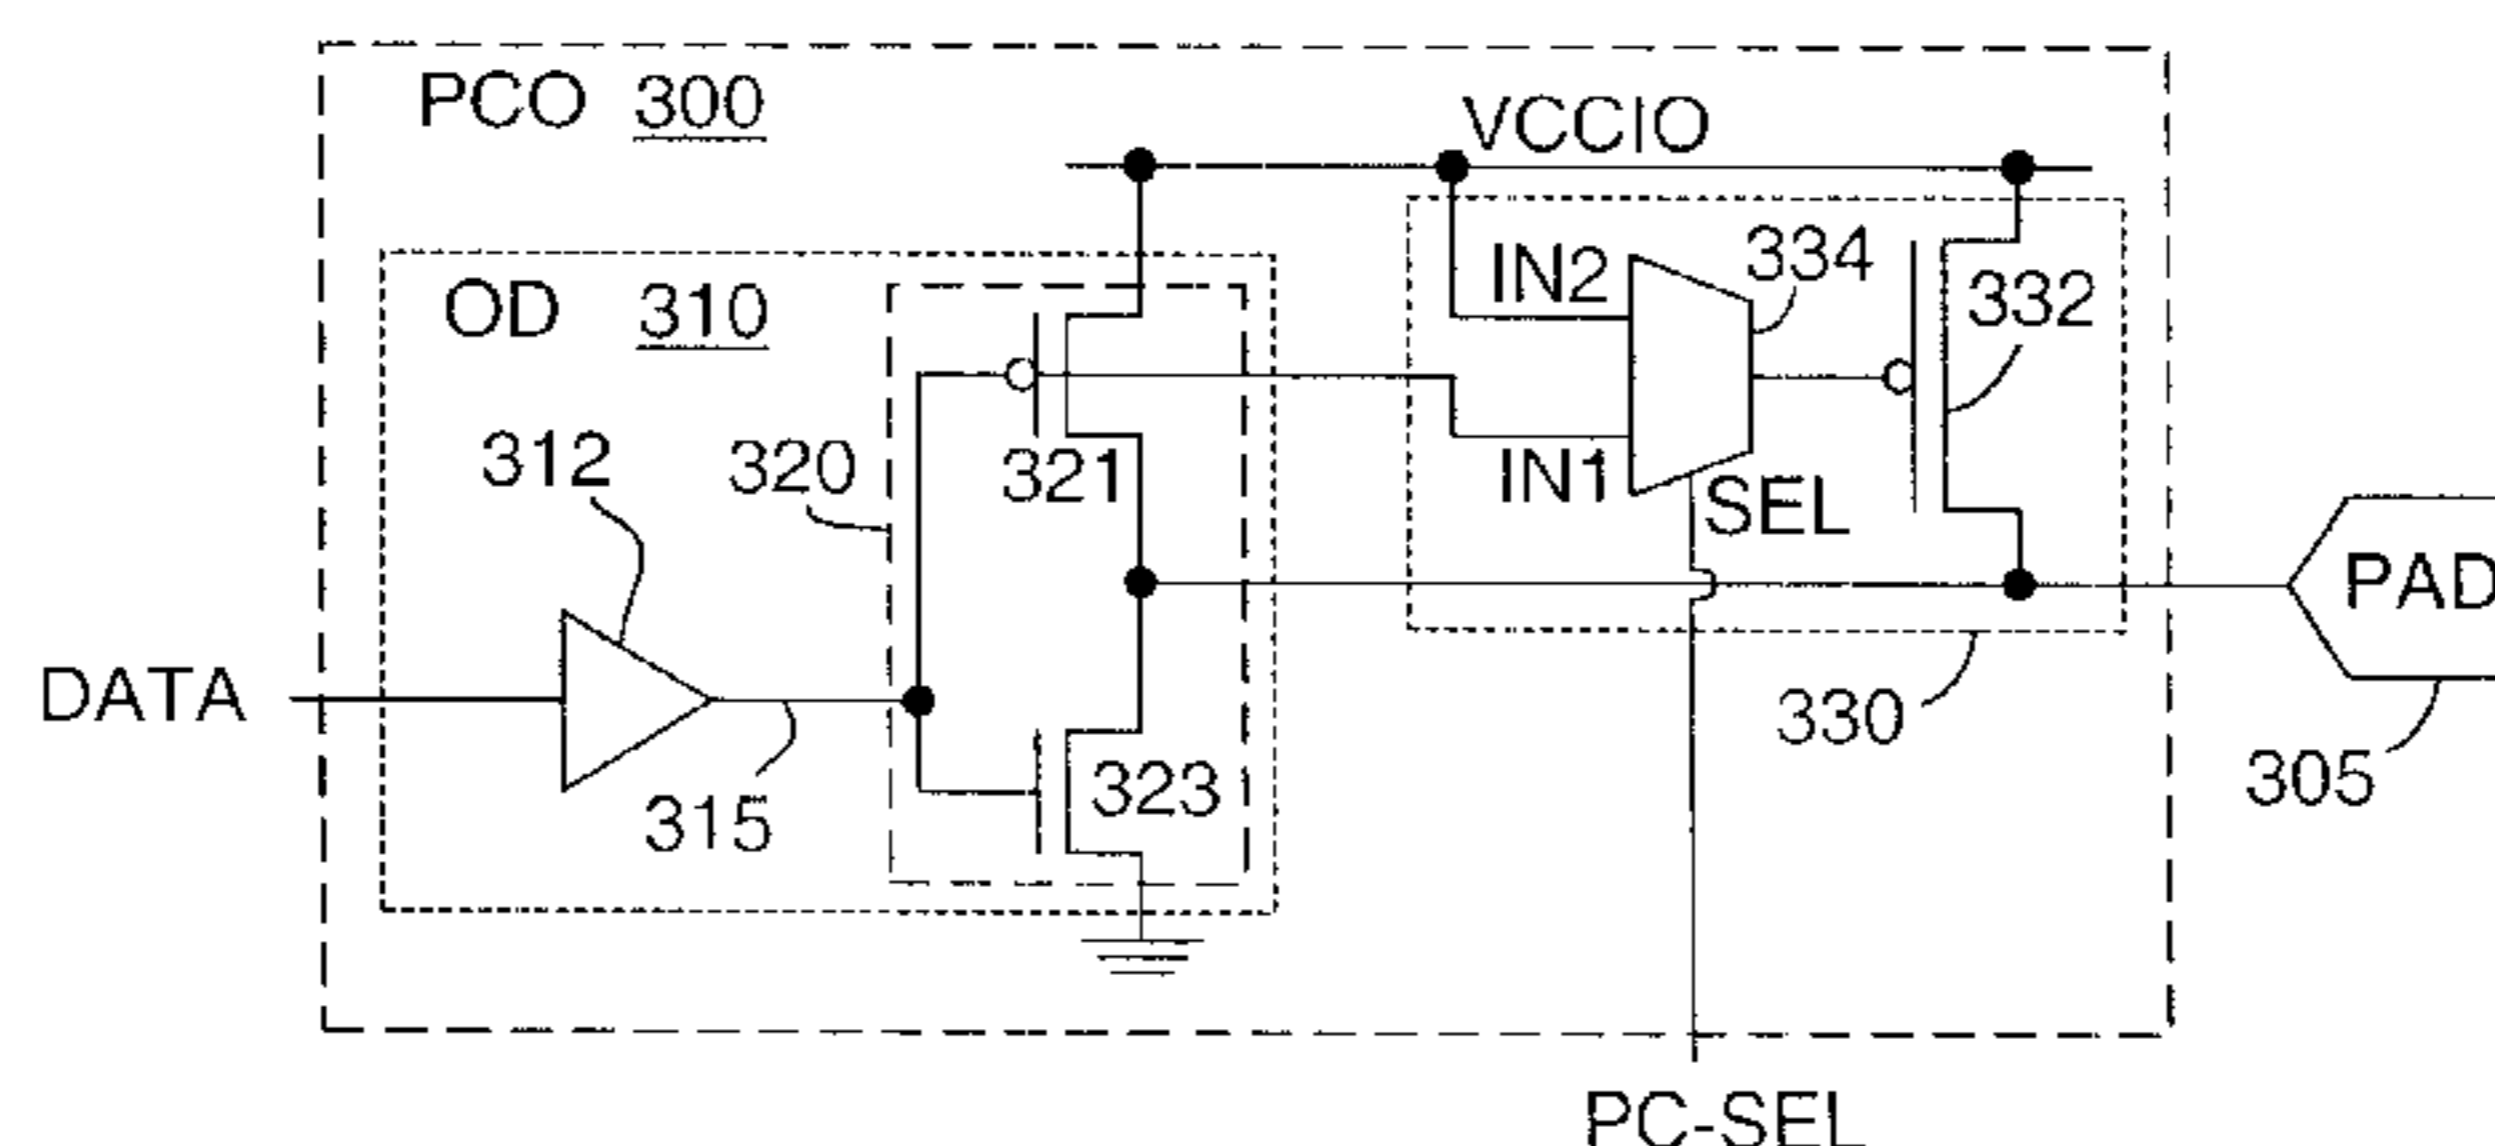 PCO 300
VCCIO
OD 310
IN2
334
332
312
320
321
IN1
SEL
PAD
DATA
315
323
330
305
PC-SEL